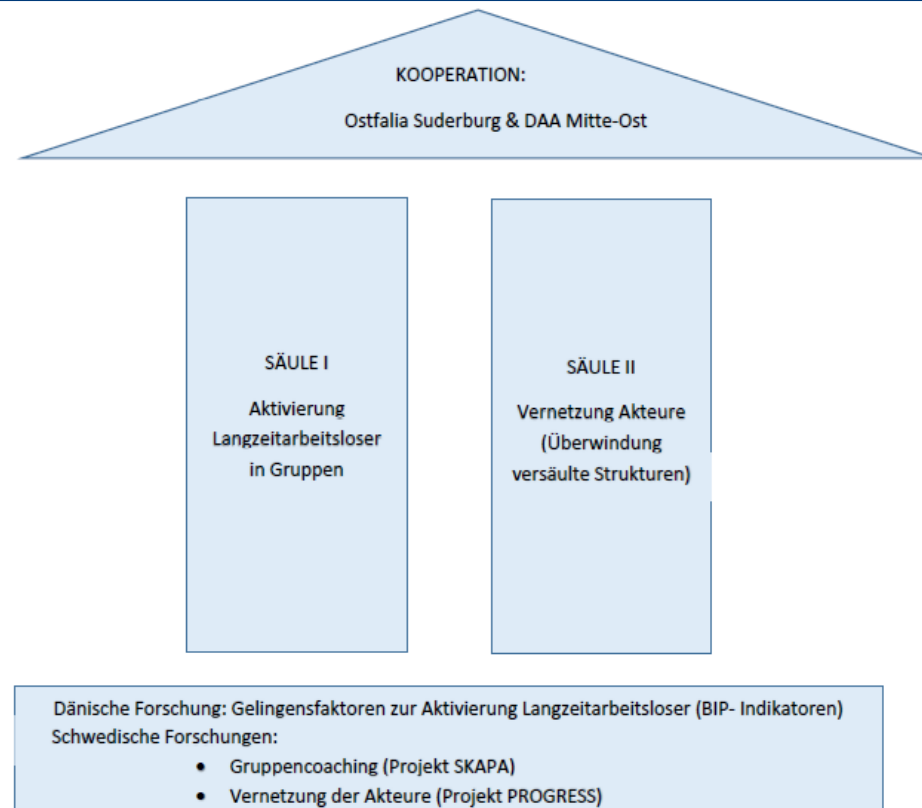 KOOPERATION:
Ostfalia Suderburg & DAA Mitte-Ost
SÄULE I
Aktivierung
Langzeitarbeitsloser
in Gruppen
SÄULE II
Vernetzung Akteure
(Überwindung
versäulte Strukturen)
Dänische Forschung: Gelingensfaktoren zur Aktivierung Langzeitarbeitsloser (BIP- Indikatoren)
Schwedische Forschungen:
• Gruppencoaching (Projekt SKAPA)
• Vernetzung der Akteure (Projekt PROGRESS)